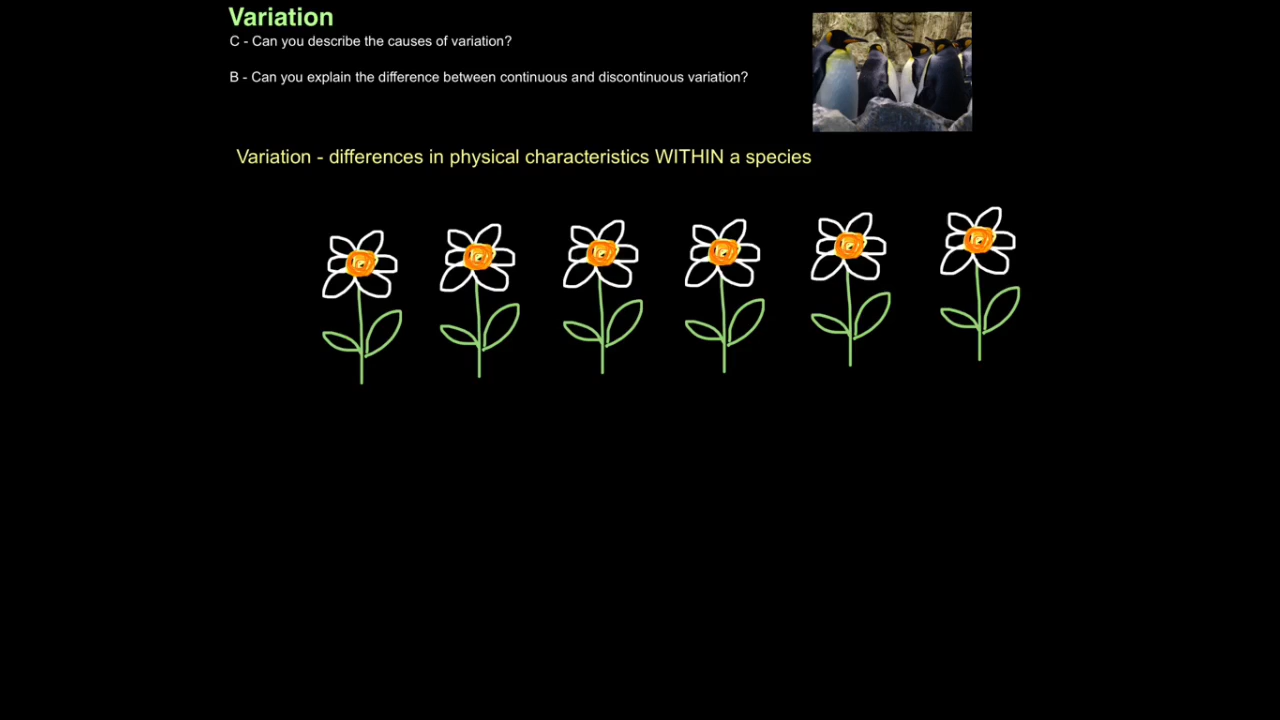 Variation
C - Can you describe the causes of variation?
B - Can you explain the difference between continuous and discontinuous variation?
Variation - differences in physical characteristics WITHIN a species